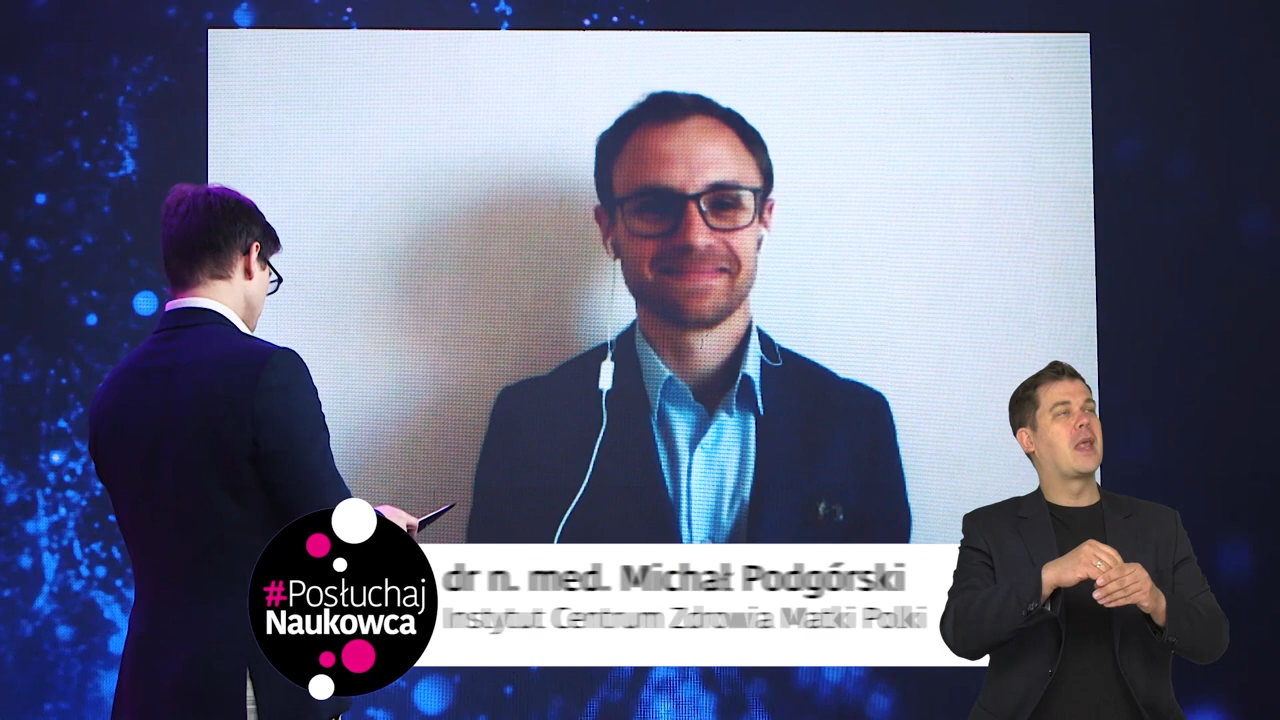 #Posłuchaj
Naukowca
dr n. med. Michał Podgórski
Instytut Centrum Zdrowia Matki Polki